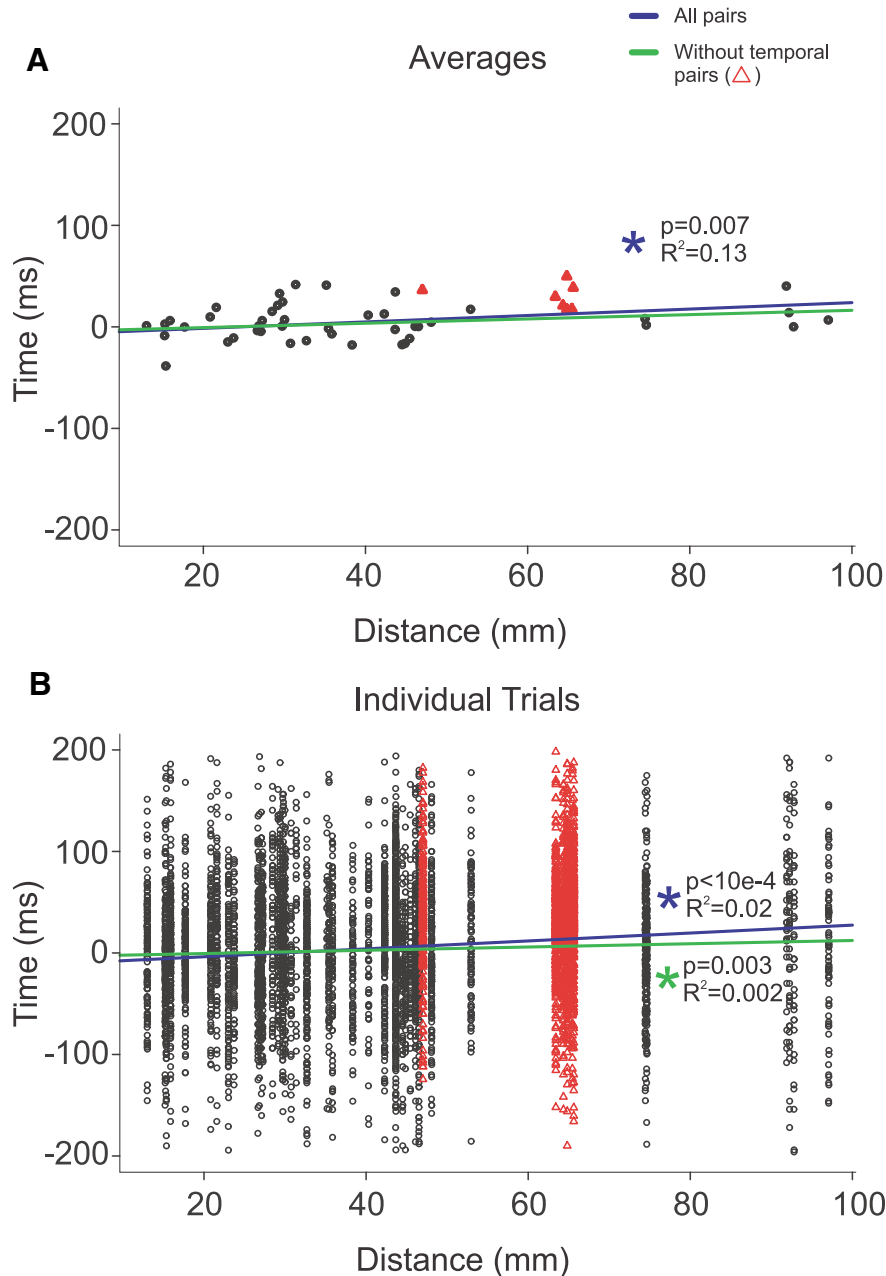 All pairs
A
Averages
Without temporal
pairs (△)
200
100
0
-100
-200
Time (ms)
*
p=0.007
R²=0.13
20 40 60 80 100
Distance (mm)
B
Individual Trials
200
100
0
-100
-200
Time (ms)
*
p<10e-4
R²=0.02
*
p=0.003
R²=0.002
20 40 60 80 100
Distance (mm)